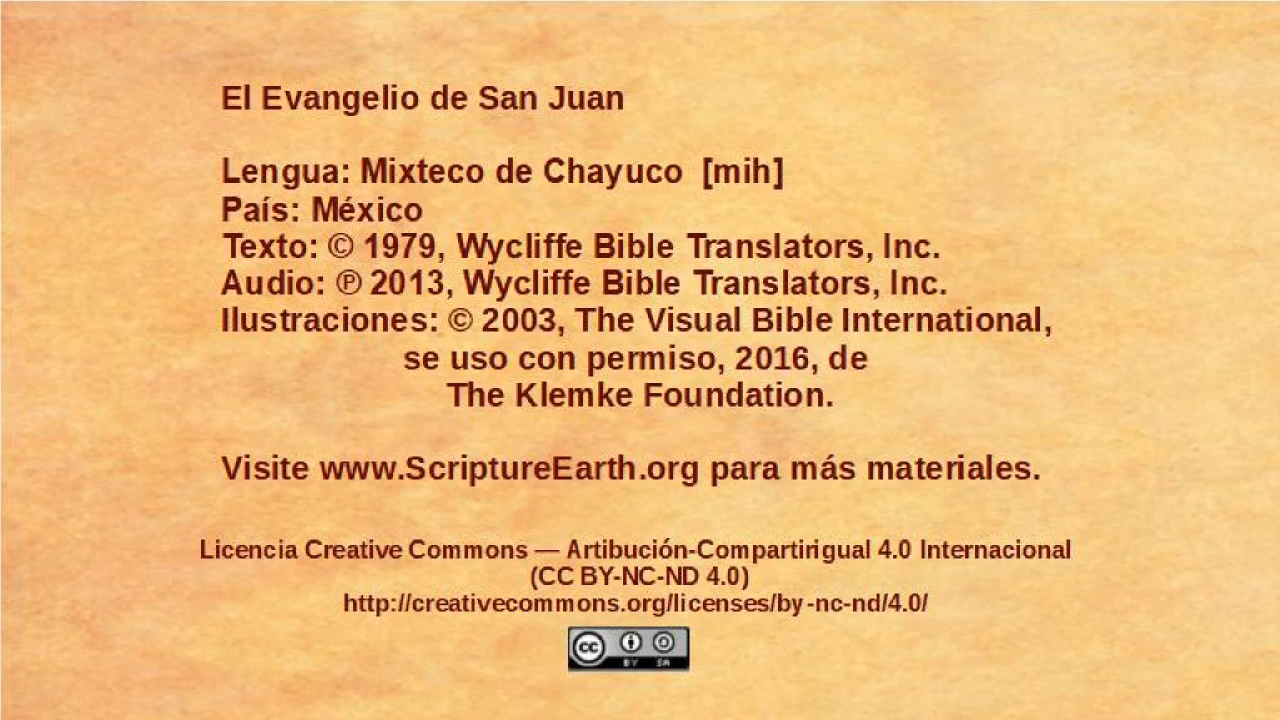 El Evangelio de San Juan
Lengua: Mixteco de Chayuco [mih]
País: México
Texto: © 1979, Wycliffe Bible Translators, Inc.
Audio: ℗ 2013, Wycliffe Bible Translators, Inc.
Ilustraciones: © 2003, The Visual Bible International,
se uso con permiso, 2016, de
The Klemke Foundation.
Visite www.ScriptureEarth.org para más materiales.
Licencia Creative Commons — Artibución-Compartirigual 4.0 Internacional
(CC BY-NC-ND 4.0)
http://creativecommons.org/licenses/by-nc-nd/4.0/
cc
BY SA